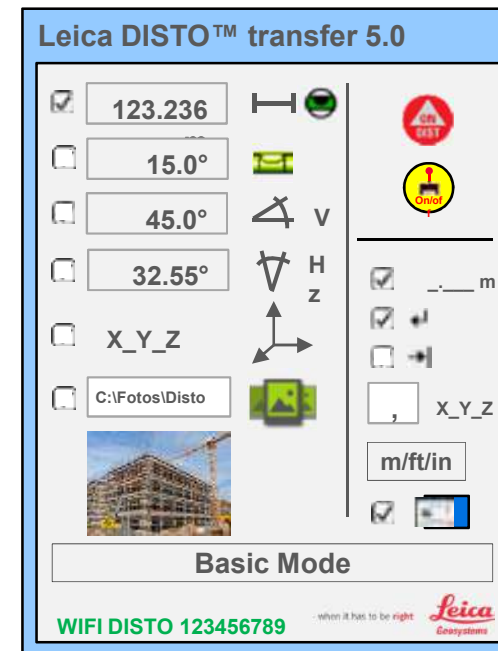 Leica DISTO™ transfer 5.0
123.236
15.0°
45.0°
V
32.55°
H
z
X_Y_Z
C:\Fotos\Disto
ON
DIST
On/of
f
_.___ m
, X_Y_Z
m/ft/in
Basic Mode
WIFI DISTO 123456789
- when it has to be right
Leica
Geosystems